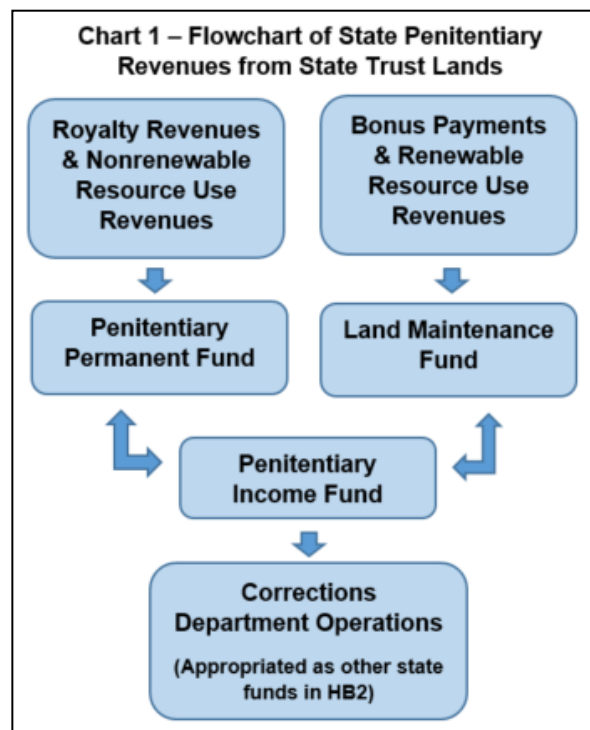 Chart 1 – Flowchart of State Penitentiary
Revenues from State Trust Lands
Royalty Revenues
& Nonrenewable
Resource Use
Revenues
Bonus Payments
& Renewable
Resource Use
Revenues
Penitentiary
Permanent Fund
Land Maintenance
Fund
Penitentiary
Income Fund
Corrections
Department Operations
(Appropriated as other state
funds in HB2)